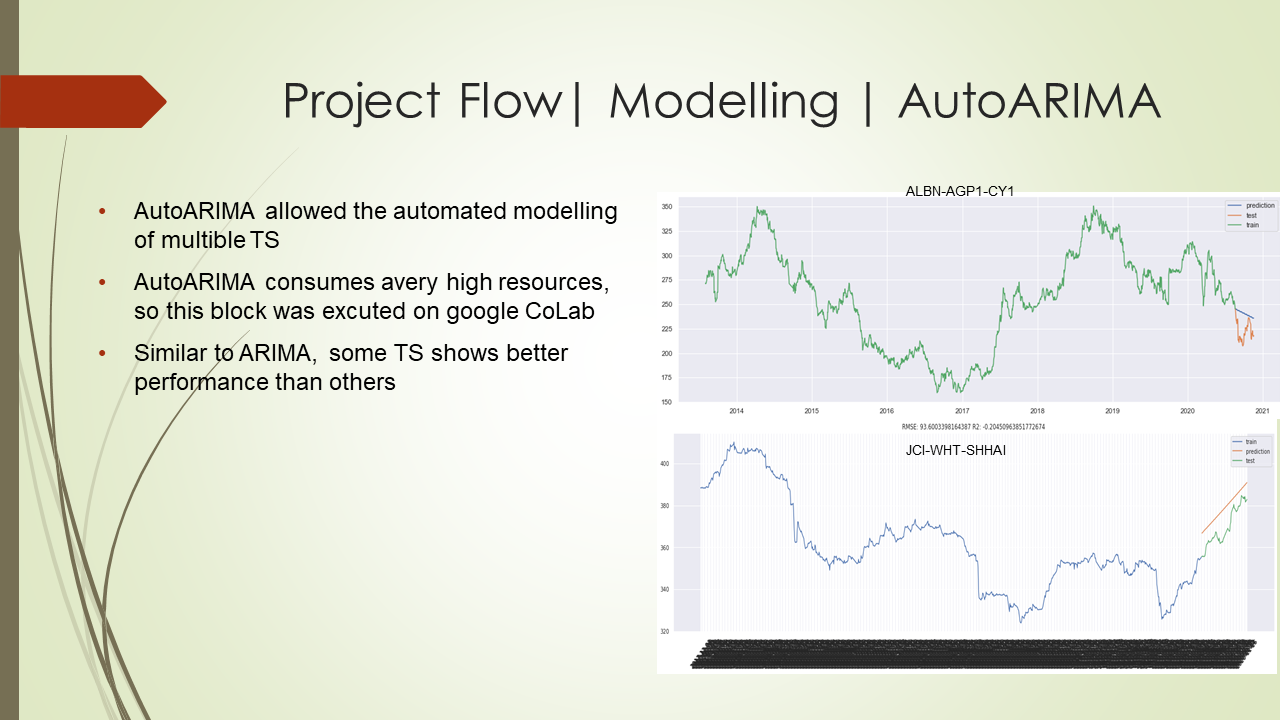 Project Flow| Modelling | AutoARIMA
• AutoARIMA allowed the automated modelling
of multible TS
• AutoARIMA consumes avery high resources,
so this block was excuted on google CoLab
• Similar to ARIMA, some TS shows better
performance than others
ALBN-AGP1-CY1
prediction
test
train
350
325
300
275
250
225
200
175
150
2014 2015 2016 2017 2018 2019 2020 2021
RMSE: 93.6003398164387 R2: -0.20450963851772674
JCI-WHT-SHHAI
train
prediction
test
400
380
360
340
320